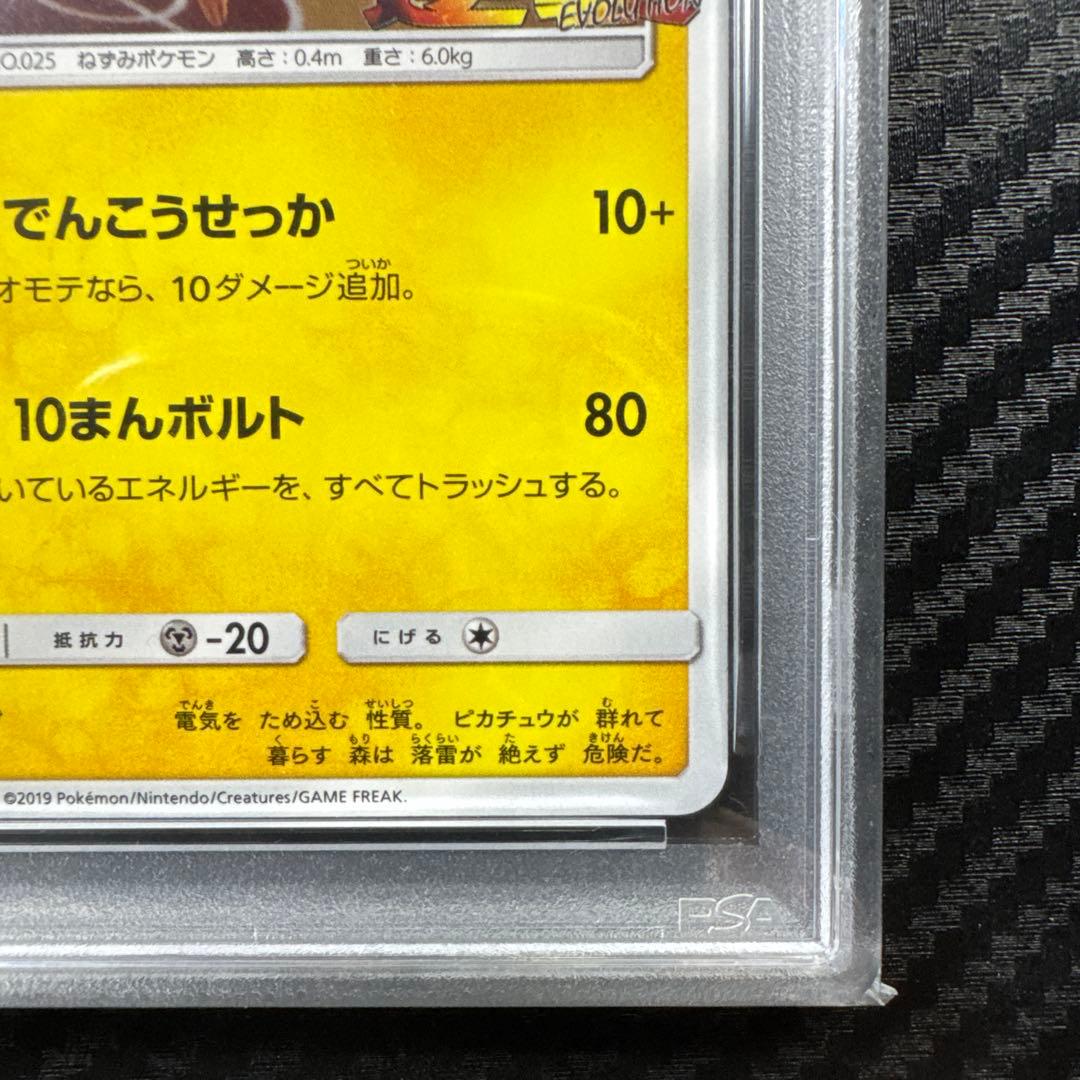 EVOLUTION
O.025 ねずみポケモン 高さ：0.4m 重さ：6.0kg
でんこうせっか 10+
ついか
オモテなら、10ダメージ追加。
10まんボルト 80
いているエネルギーを、すべてトラッシュする。
抵抗力 -20 にげる
でんき こ せいしつ む
電気を ため込む 性質。 ピカチュウが 群れて
く もり らくらい た きけん
暮らす 森は 落雷が 絶えず 危険だ。
©2019 Pokémon/Nintendo/Creatures/GAME FREAK.
PSA